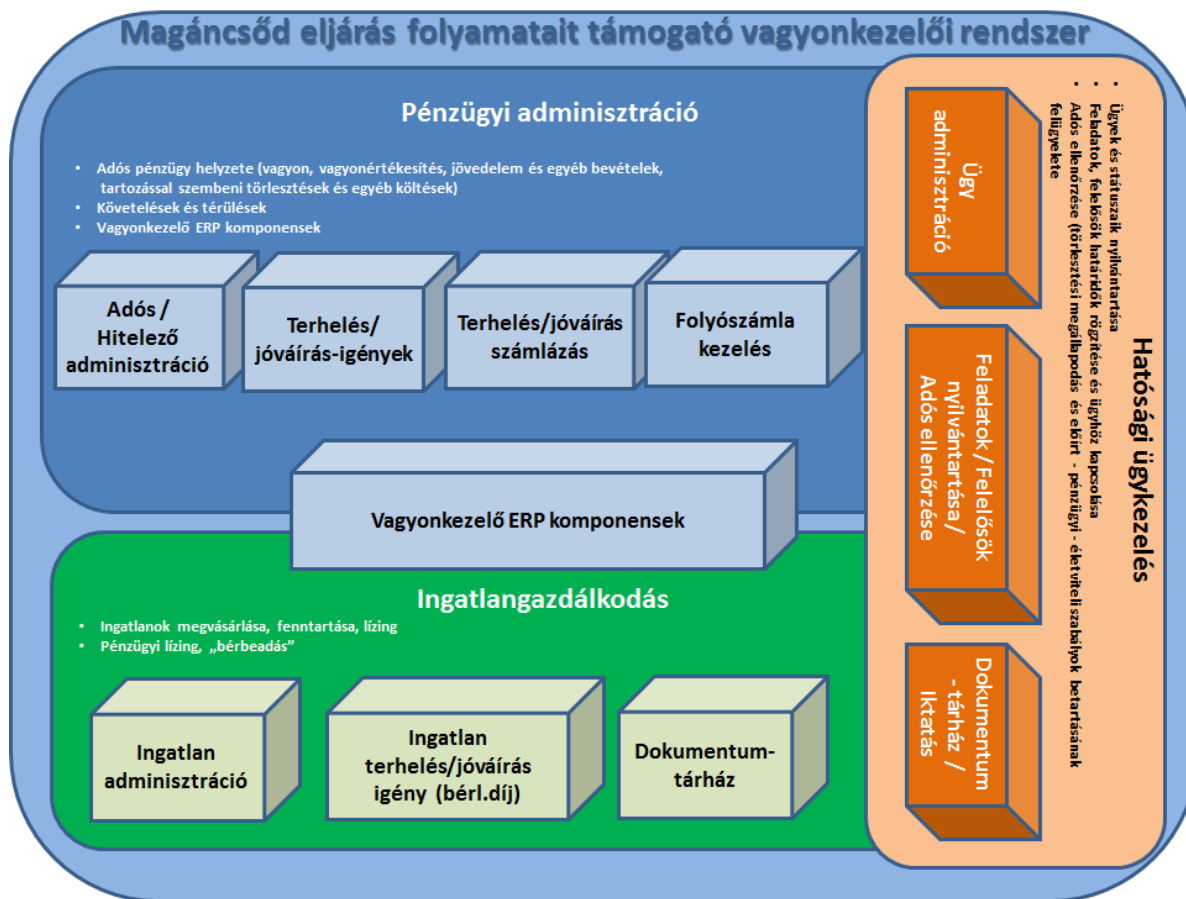 Magáncsőd eljárás folyamatait támogató vagyonkezelői rendszer
Pénzügyi adminisztráció
• Adós pénzügy helyzete (vagyon, vagyonértékesítés, jövedelem és egyéb bevételek,
tartozással szembeni törlesztések és egyéb költések)
• Követelések és térülések
• Vagyonkezelő ERP komponensek
Adós /
Hitelező
adminisztráció
Terhelés/
jóváírás-igények
Terhelés/jóváírás
számlázás
Folyószámla
kezelés
Vagyonkezelő ERP komponensek
Ingatlangazdálkodás
• Ingatlanok megvásárlása, fenntartása, lízing
• Pénzügyi lízing, „bérbeadás”
Ingatlan
adminisztráció
Ingatlan
terhelés/jóváírás
igény (bérl.díj)
Dokumentum-
tárház
Hatósági ügykezelés
• Ügyek és státuszaik nyilvántartása
• Feladatok, felelősök határidők rögzítése és ügyhöz kapcsolása
• Adós ellenőrzése (törlesztési megállapodás és előírt - pénzügyi - életviteli szabályok betartásának
felügyelete
Ügy
adminisztráció
Feladatok / Felelősök
nyilvántartása /
Adós ellenőrzése
Dokumentum
- tárház /
Iktatás